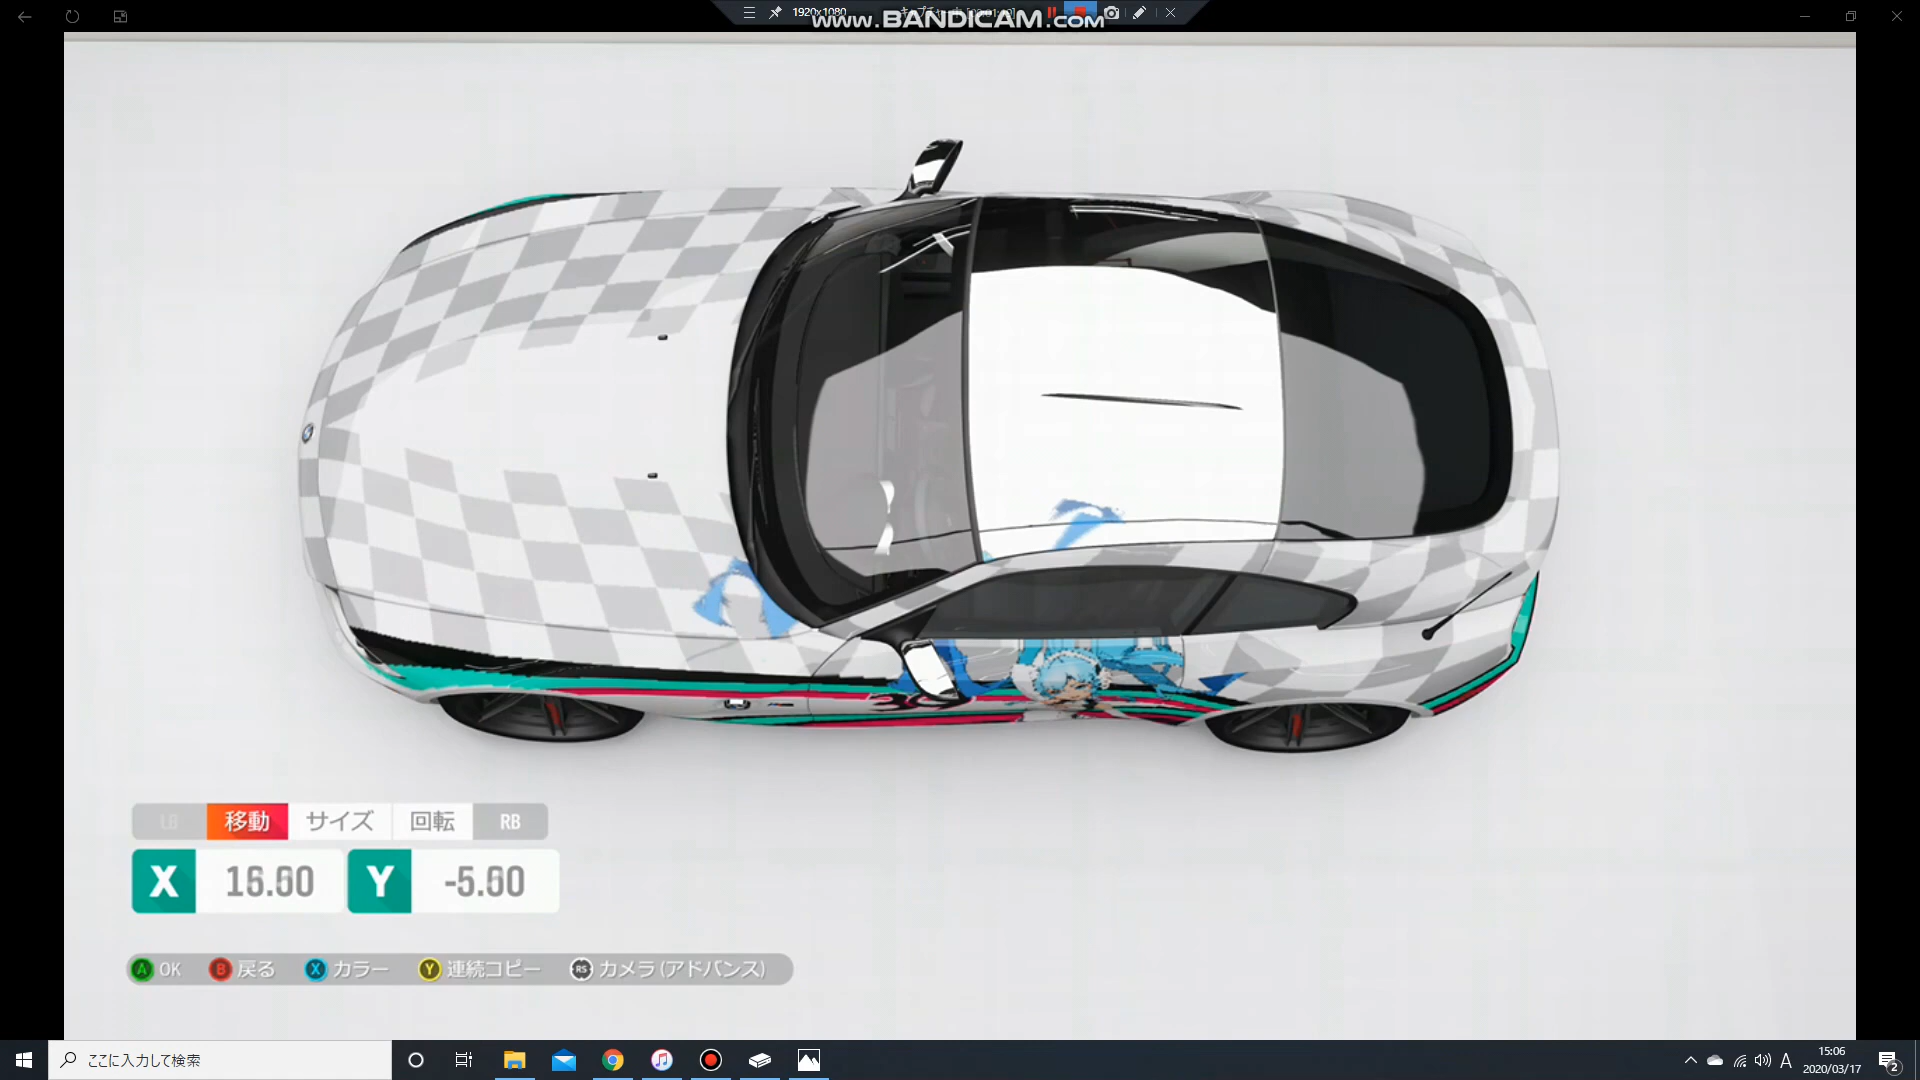 1920x1080
www.BANDICAM.com
LB 移動 サイズ 回転 RB
X Y -5.60
A OK B 戻る X カラー Y 連続コピー RS カメラ (アドバンス)
ここに入力して検索
A
15:06
2020/03/17
2